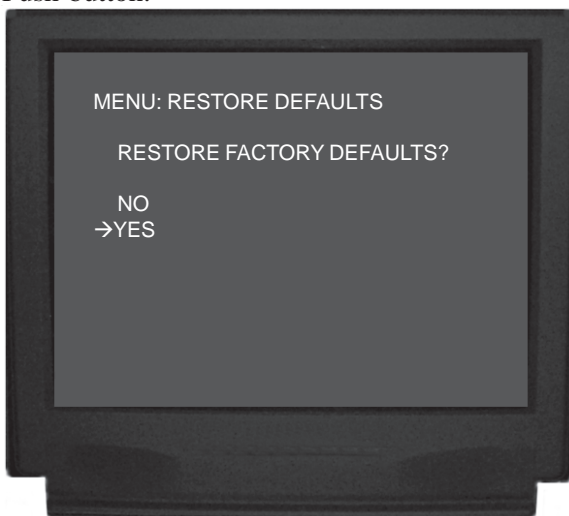 MENU: RESTORE DEFAULTS
RESTORE FACTORY DEFAULTS?
NO
→YES